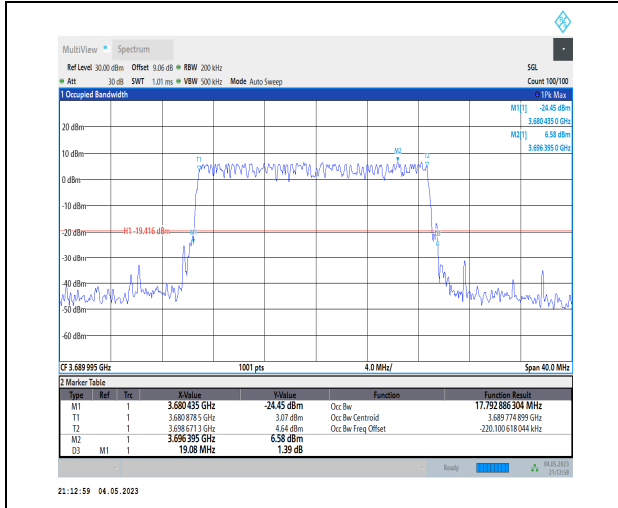 MultiView Spectrum
Ref Level 30.00 dBm Offset 9.06 dB RBW 200 kHz SGL
Att 30 dB SWT 1.01 ms VBW 500 kHz Mode Auto Sweep Count 100/100
1 Occupied Bandwidth 1Pk Max
M1[1] -24.45 dBm
3.680 435 0 GHz
M2[1] 6.58 dBm
3.696 395 0 GHz
20 dBm
10 dBm
T1 M2 T2
0 dBm
-10 dBm
-20 dBm H1 -19.416 dBm M1 D3
-30 dBm
-40 dBm
-50 dBm
-60 dBm
CF 3.689 995 GHz 1001 pts 4.0 MHz/ Span 40.0 MHz
2 Marker Table
Type Ref Trc X-Value Y-Value Function Function Result
M1 1 3.680 435 GHz -24.45 dBm Occ Bw 17.792 886 304 MHz
T1 1 3.680 878 5 GHz 3.07 dBm Occ Bw Centroid 3.689 774 899 GHz
T2 1 3.698 671 3 GHz 4.64 dBm Occ Bw Freq Offset -220.100 618 044 kHz
M2 1 3.696 395 GHz 6.58 dBm
D3 M1 1 19.08 MHz 1.39 dB
Ready 04.05.2023
21:12:58
21:12:59 04.05.2023